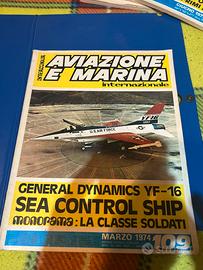 AVIAZIONE
E MARINA
internazionale
YF-16
U.S. AIR FORCE
GENERAL DYNAMICS YF-16
SEA CONTROL SHIP
monorama: LA CLASSE SOLDATI
MARZO 1974
109